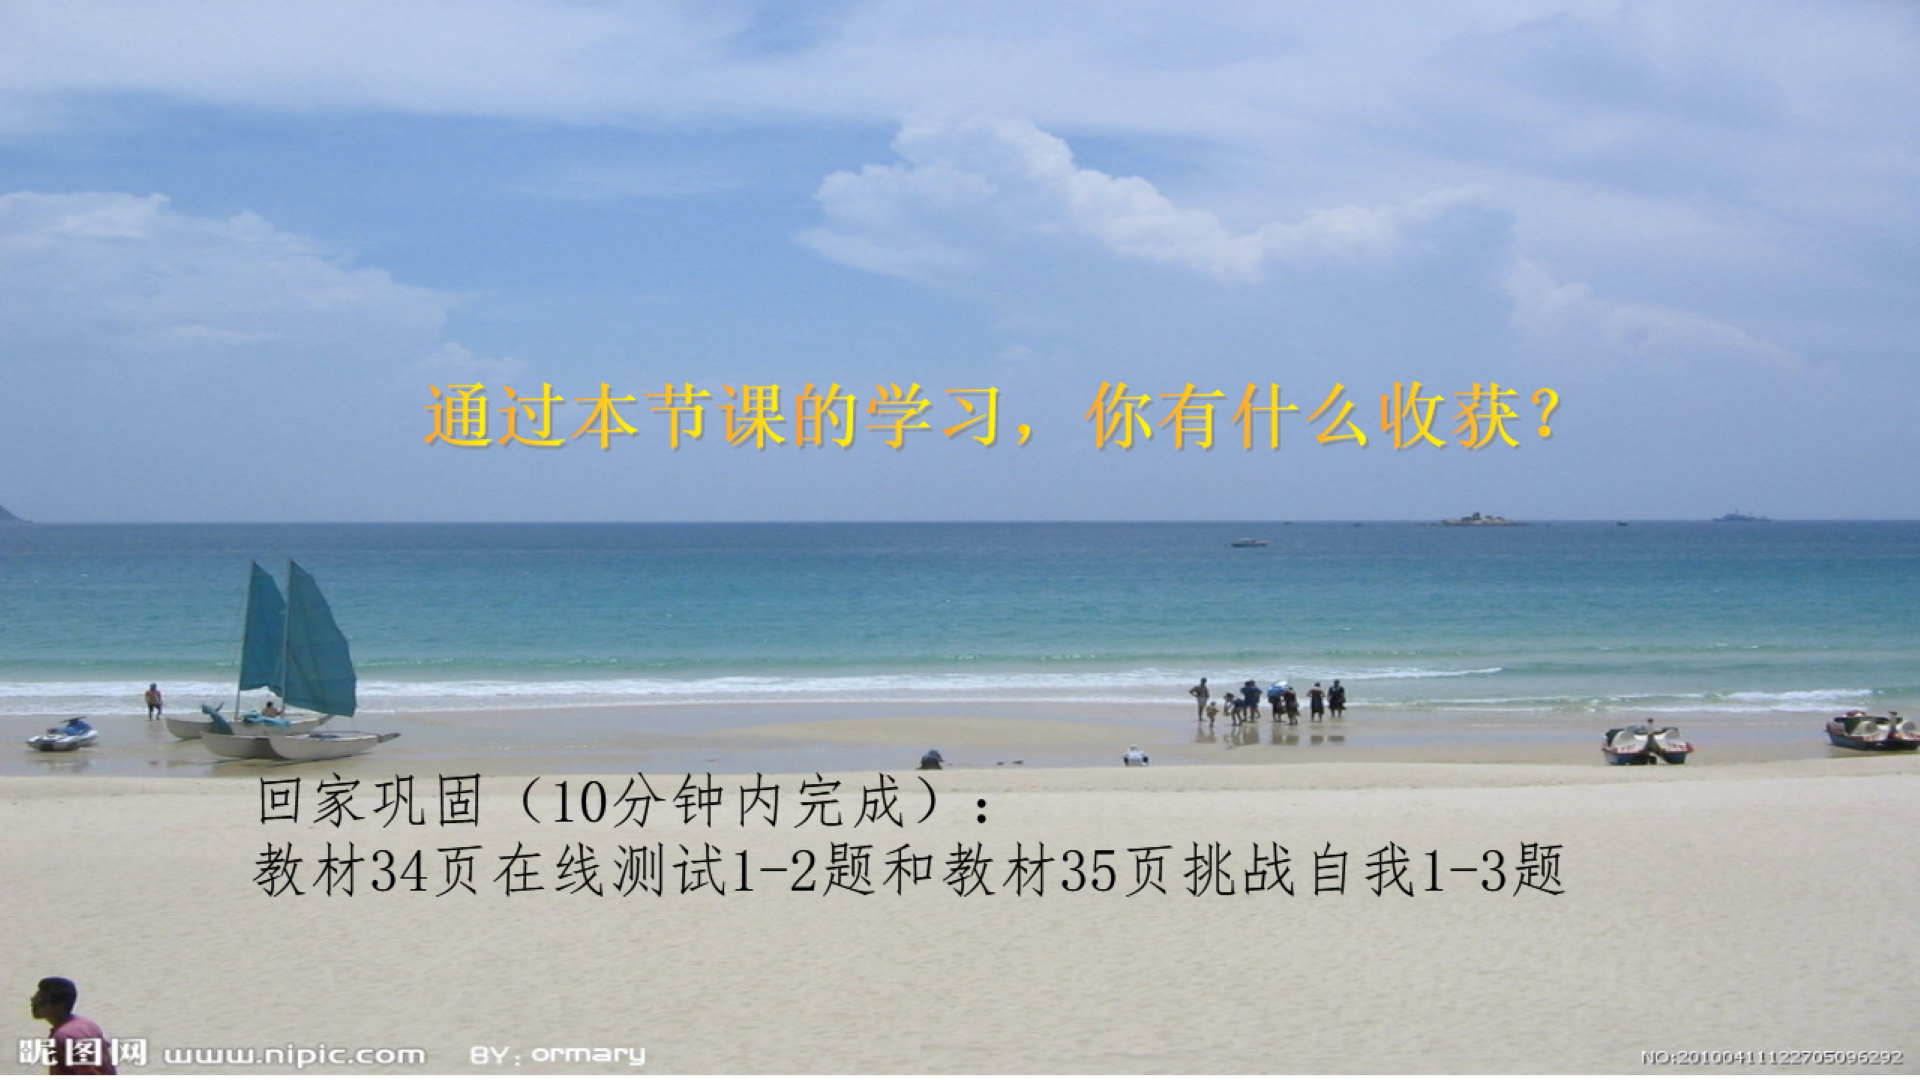 通过本节课的学习，你有什么收获？
回家巩固（10分钟内完成）：
教材34页在线测试1-2题和教材35页挑战自我1-3题
昵图网 www.nipic.com BY：ormary
NO:20100411122705096292